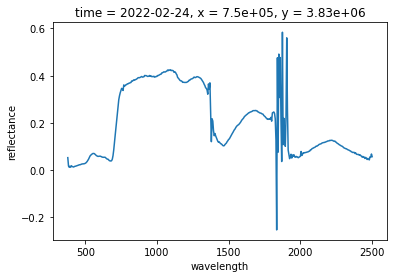 time = 2022-02-24, x = 7.5e+05, y = 3.83e+06
0.6
0.4
0.2
0.0
−0.2
reflectance
500 1000 1500 2000 2500
wavelength